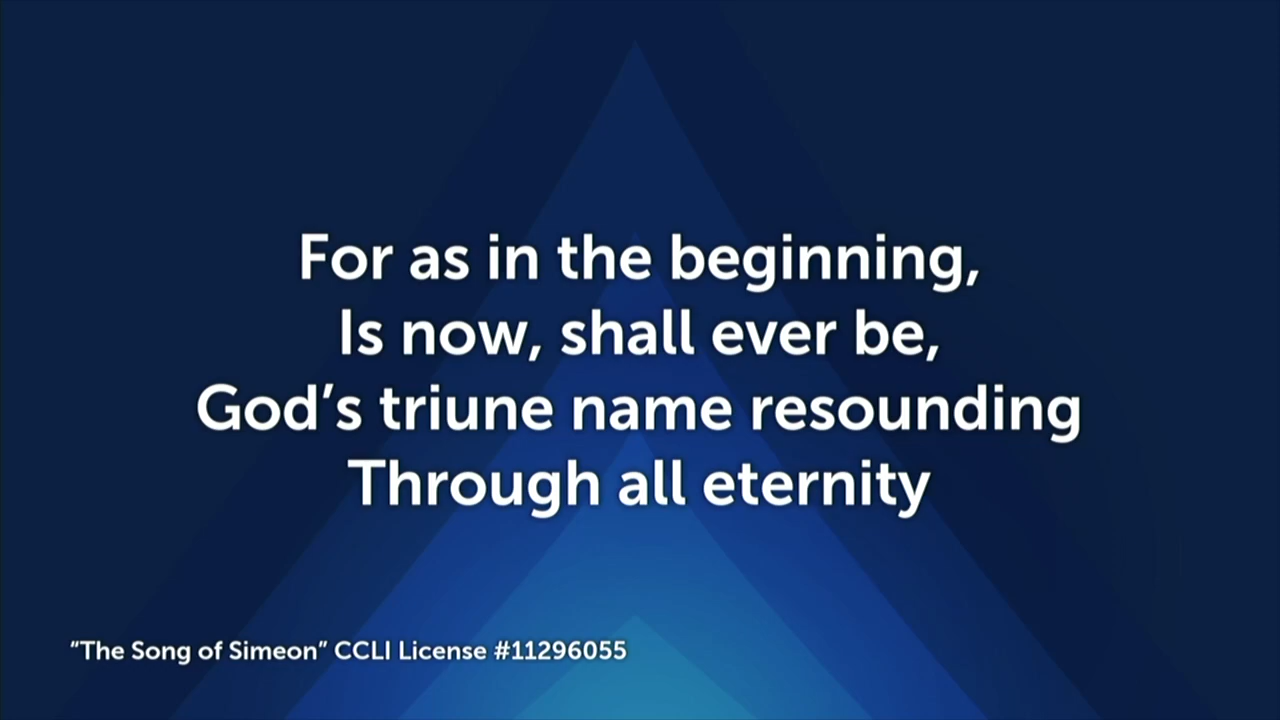 For as in the beginning,
Is now, shall ever be,
God’s triune name resounding
Through all eternity
“The Song of Simeon” CCLI License #11296055